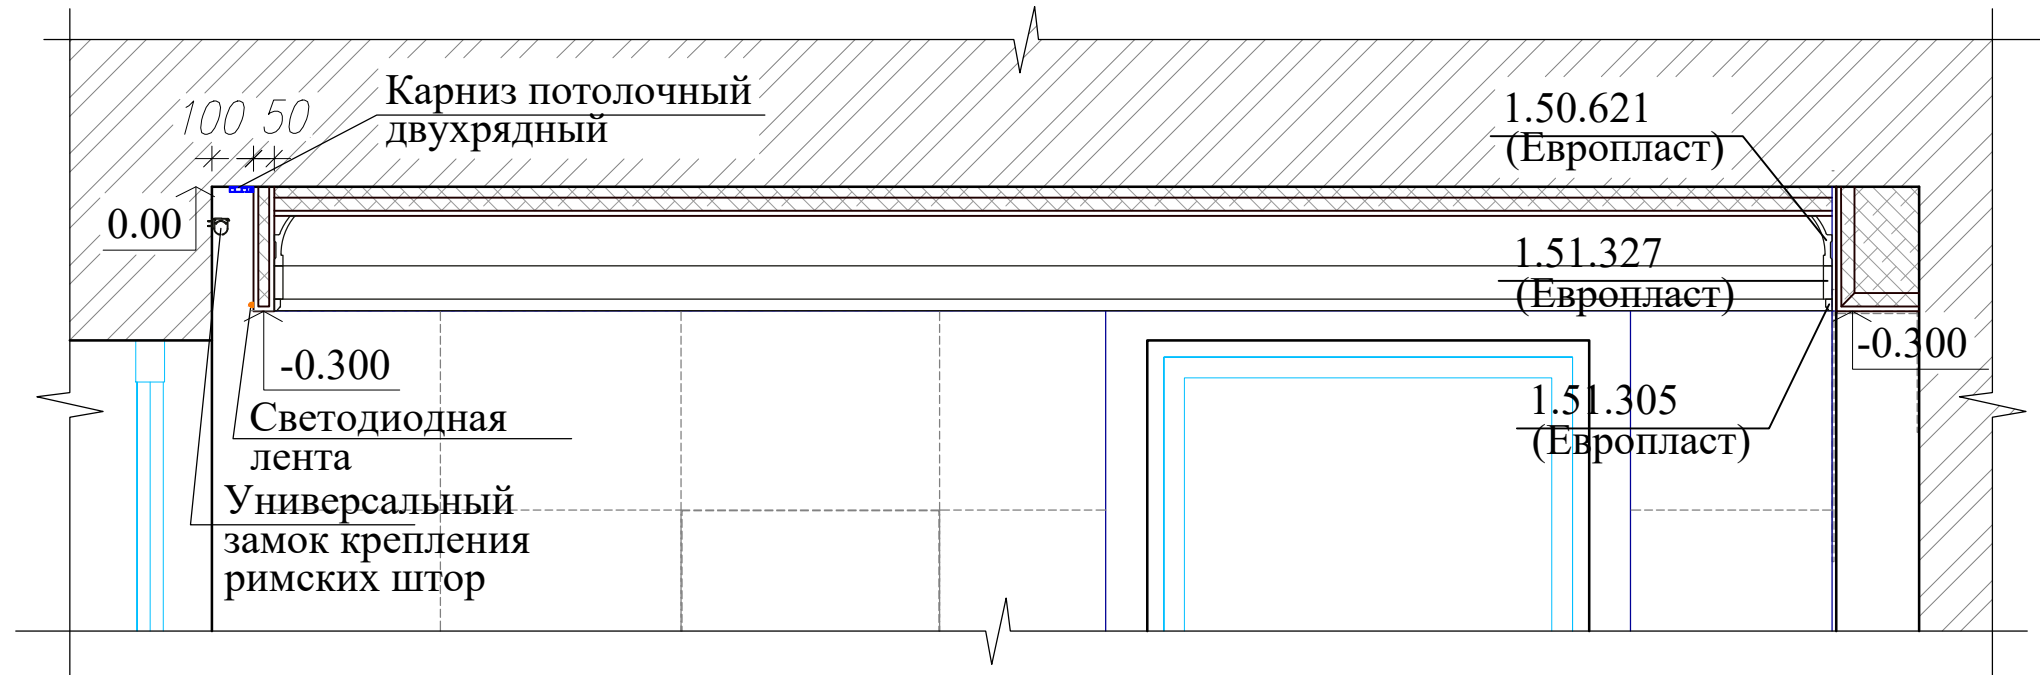 Карниз потолочный
двухрядный
100 50
1.50.621
(Европласт)
0.00
1.51.327
(Европласт)
-0.300
-0.300
1.51.305
(Европласт)
Светодиодная
лента
Универсальный
замок крепления
римских штор